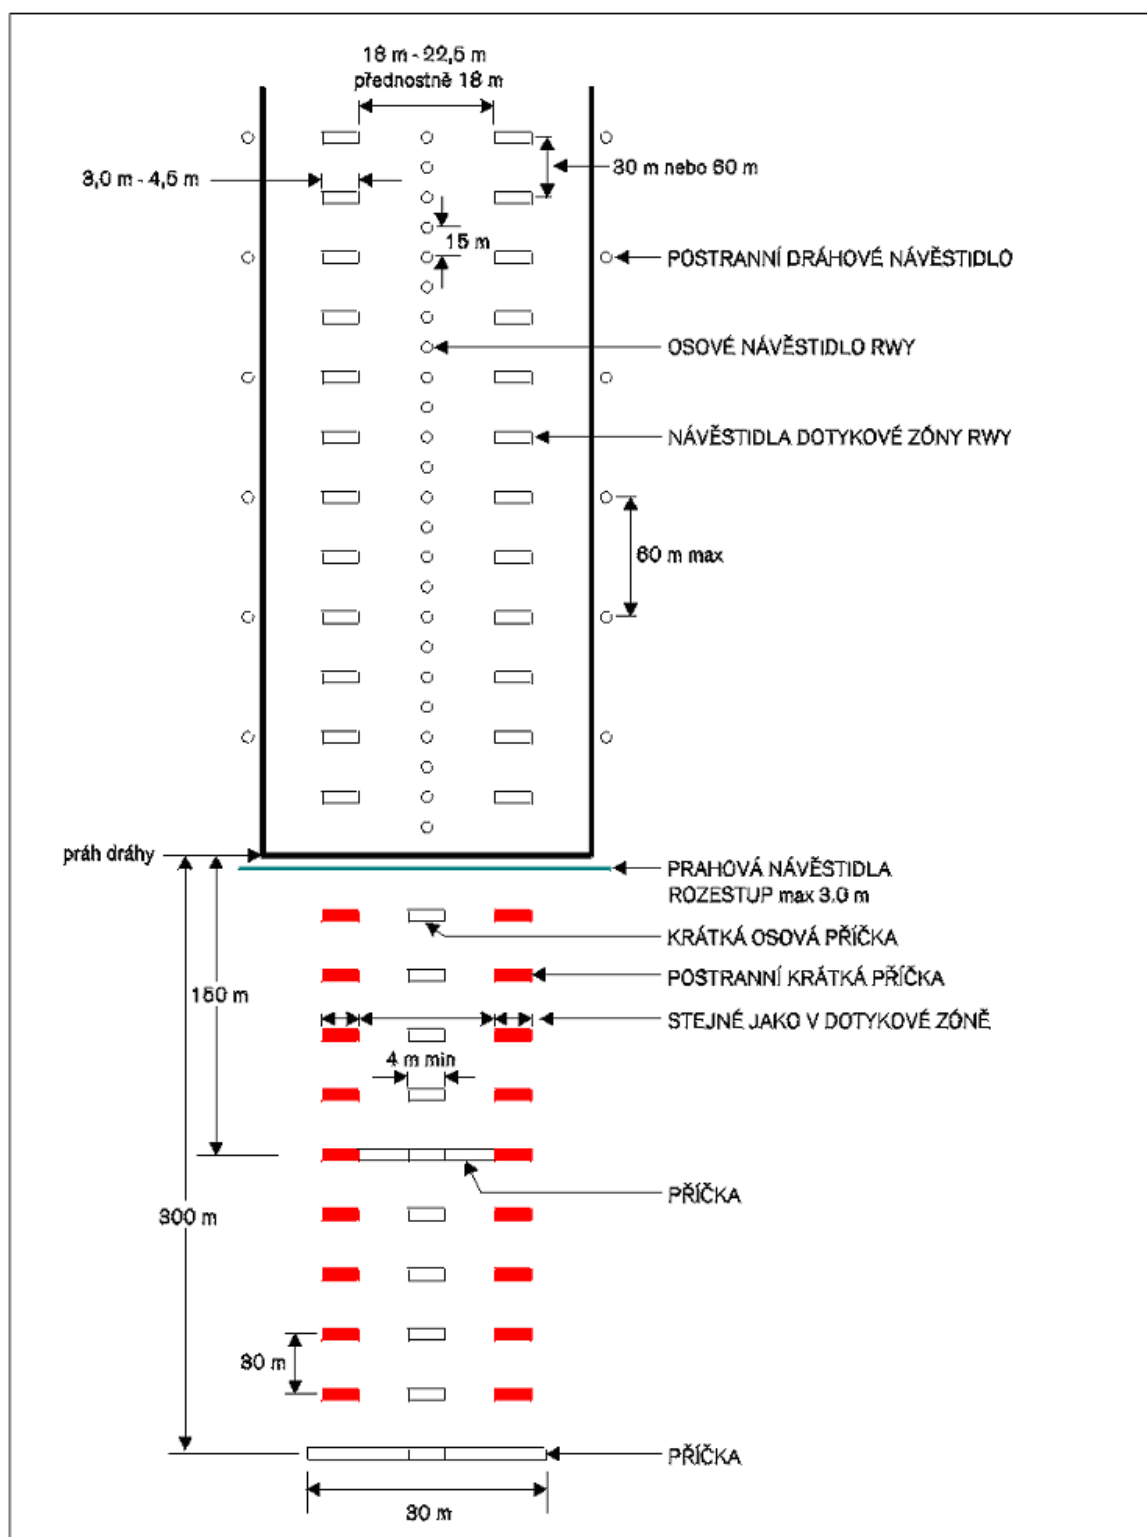 18 m - 22,5 m
přednostně 18 m
3,0 m - 4,5 m
30 m nebo 60 m
15 m
POSTRANNÍ DRÁHOVÉ NÁVĚSTIDLO
OSOVÉ NÁVĚSTIDLO RWY
NÁVĚSTIDLA DOTYKOVÉ ZÓNY RWY
60 m max
práh dráhy
PRAHOVÁ NÁVĚSTIDLA
ROZESTUP max 3.0 m
KRÁTKÁ OSOVÁ PŘÍČKA
POSTRANNÍ KRÁTKÁ PŘÍČKA
150 m
STEJNÉ JAKO V DOTYKOVÉ ZÓNĚ
4 m min
PŘÍČKA
300 m
30 m
PŘÍČKA
30 m